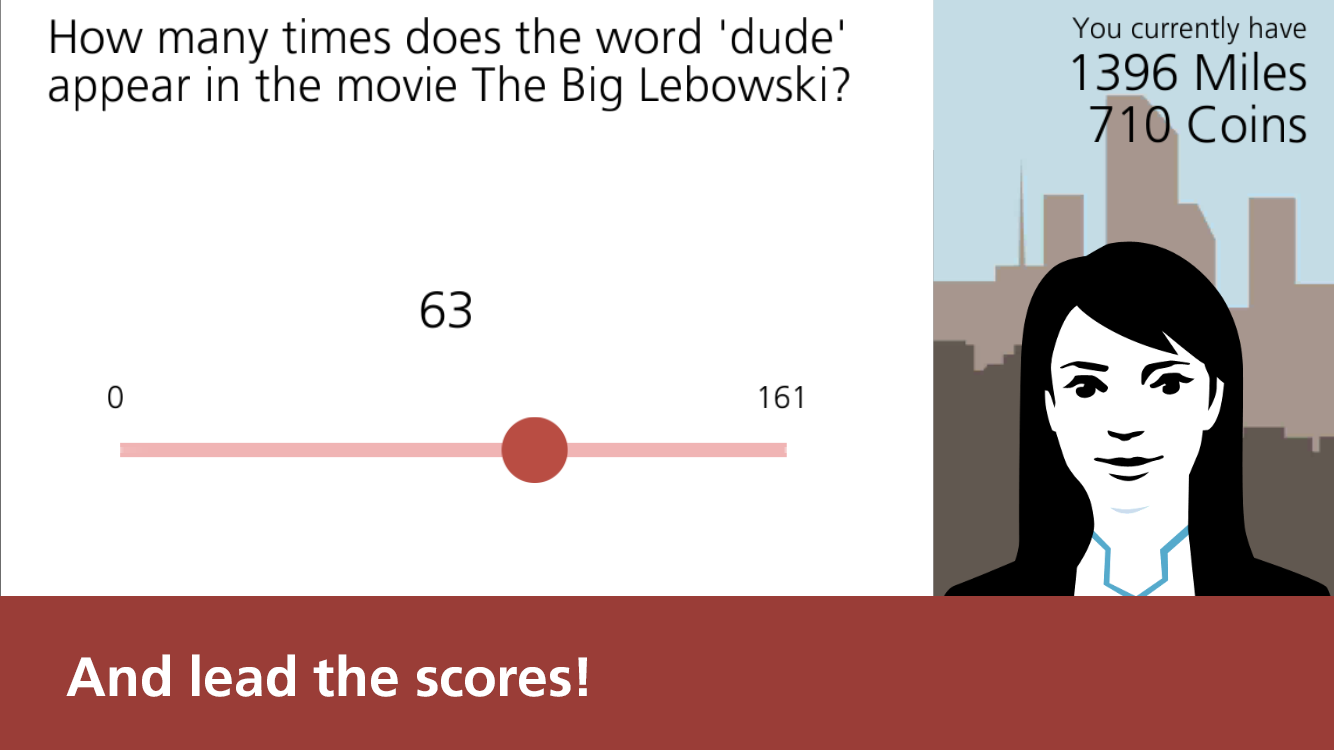 How many times does the word 'dude'
appear in the movie The Big Lebowski?
You currently have
1396 Miles
710 Coins
63
0
161
And lead the scores!